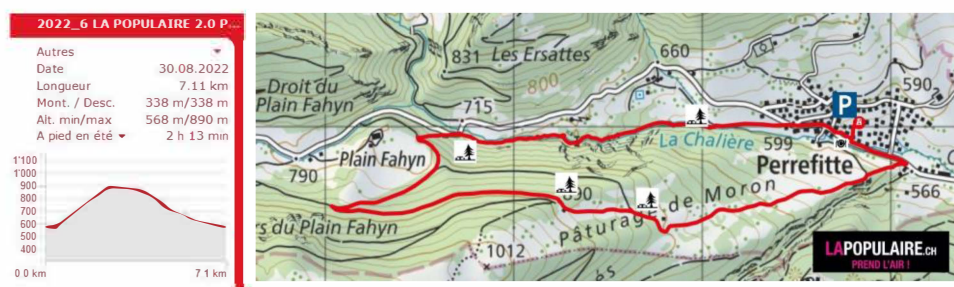 2022_6 LA POPULAIRE 2.0 P...
Autres
Date 30.08.2022
Longueur 7.11 km
Mont. / Desc. 338 m/338 m
Alt. min/max 568 m/890 m
A pied en été 2 h 13 min
1'100
1'000
900
800
700
600
500
400
0 0 km 7 1 km
831 Les Ersattes
660
800
590
Droit du
Plain Fahyn
715
P
A
La Chalière
599
Plain Fahyn
Perrefitte
790
566
Pâturage de Moron
rs du Plain Fahyn
1012
LAPOPULAIRE.CH
PREND L'AIR !